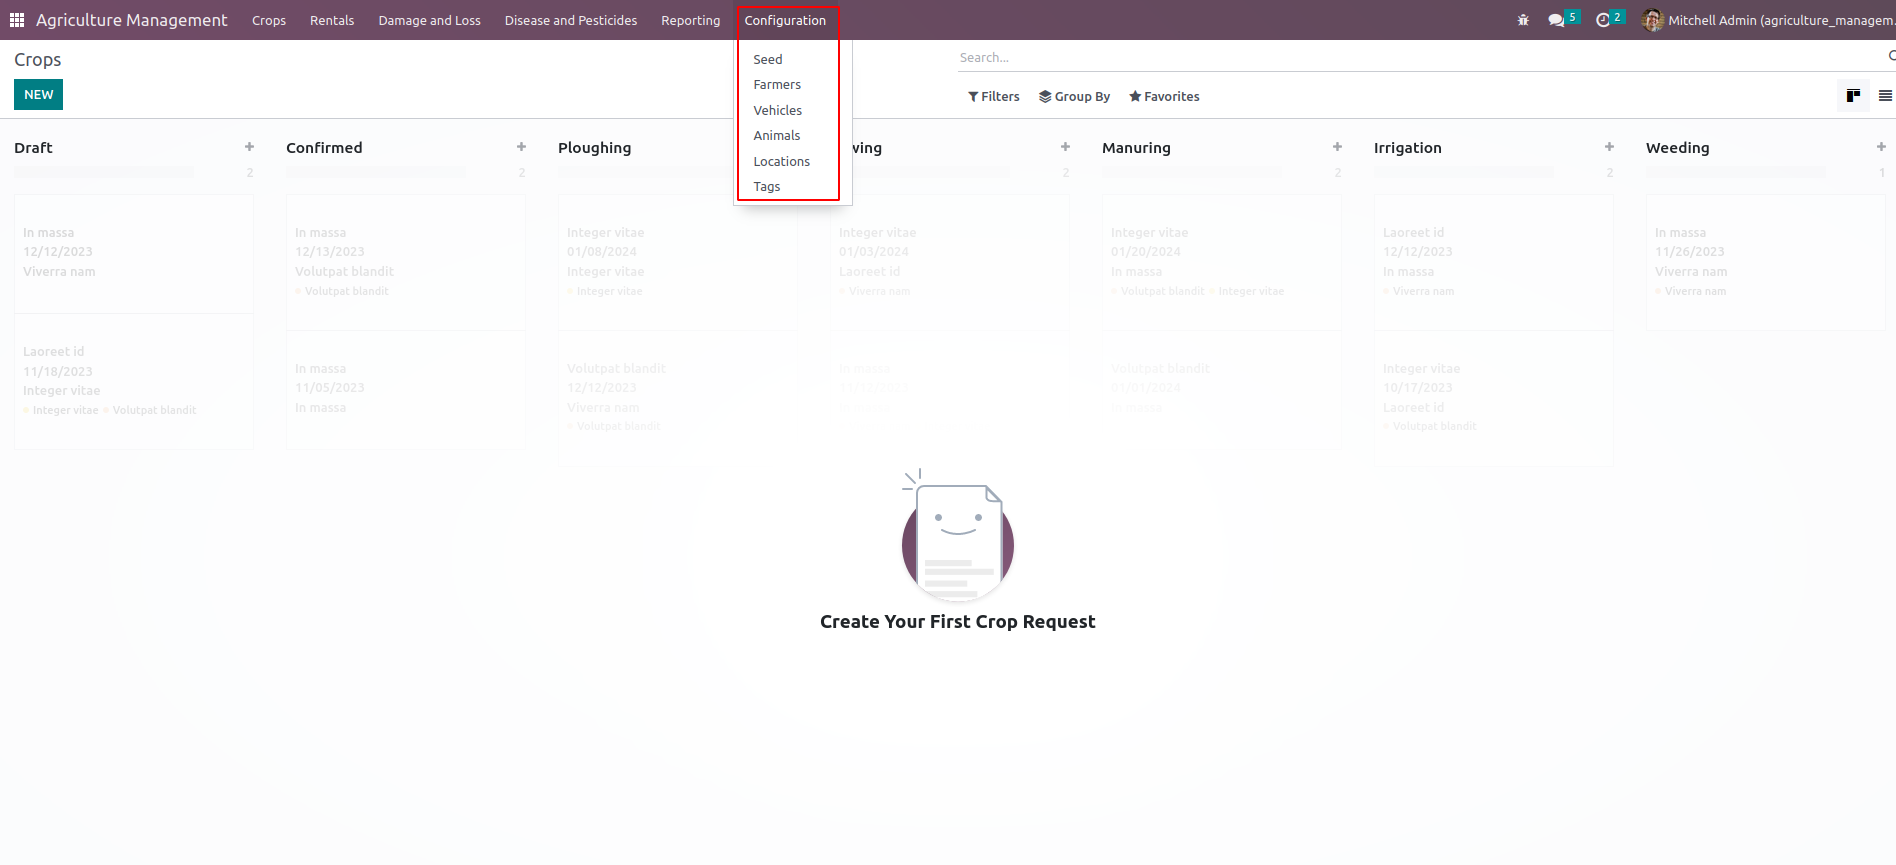 Agriculture Management Crops Rentals Damage and Loss Disease and Pesticides Reporting Configuration 5 2 Mitchell Admin (agriculture_managem.
Crops
Search...
NEW
Filters Group By Favorites
Seed
Farmers
Vehicles
Animals
Locations
Tags
Draft + Confirmed + Ploughing wing + Manuring + Irrigation + Weeding +
2 2 2 2 2 1
In massa
12/12/2023
Viverra nam
Laoreet id
11/18/2023
Integer vitae
Integer vitae Volutpat blandit
In massa
12/13/2023
Volutpat blandit
Volutpat blandit
In massa
11/05/2023
In massa
Integer vitae
01/08/2024
Integer vitae
Integer vitae
Volutpat blandit
12/12/2023
Viverra nam
Volutpat blandit
Integer vitae
01/03/2024
Laoreet id
Viverra nam
In massa
Integer vitae
01/20/2024
In massa
Volutpat blandit Integer vitae
Volutpat blandit
01/01/2024
In massa
Laoreet id
12/12/2023
In massa
Viverra nam
Integer vitae
10/17/2023
Laoreet id
Volutpat blandit
In massa
11/26/2023
Viverra nam
Viverra nam
Create Your First Crop Request